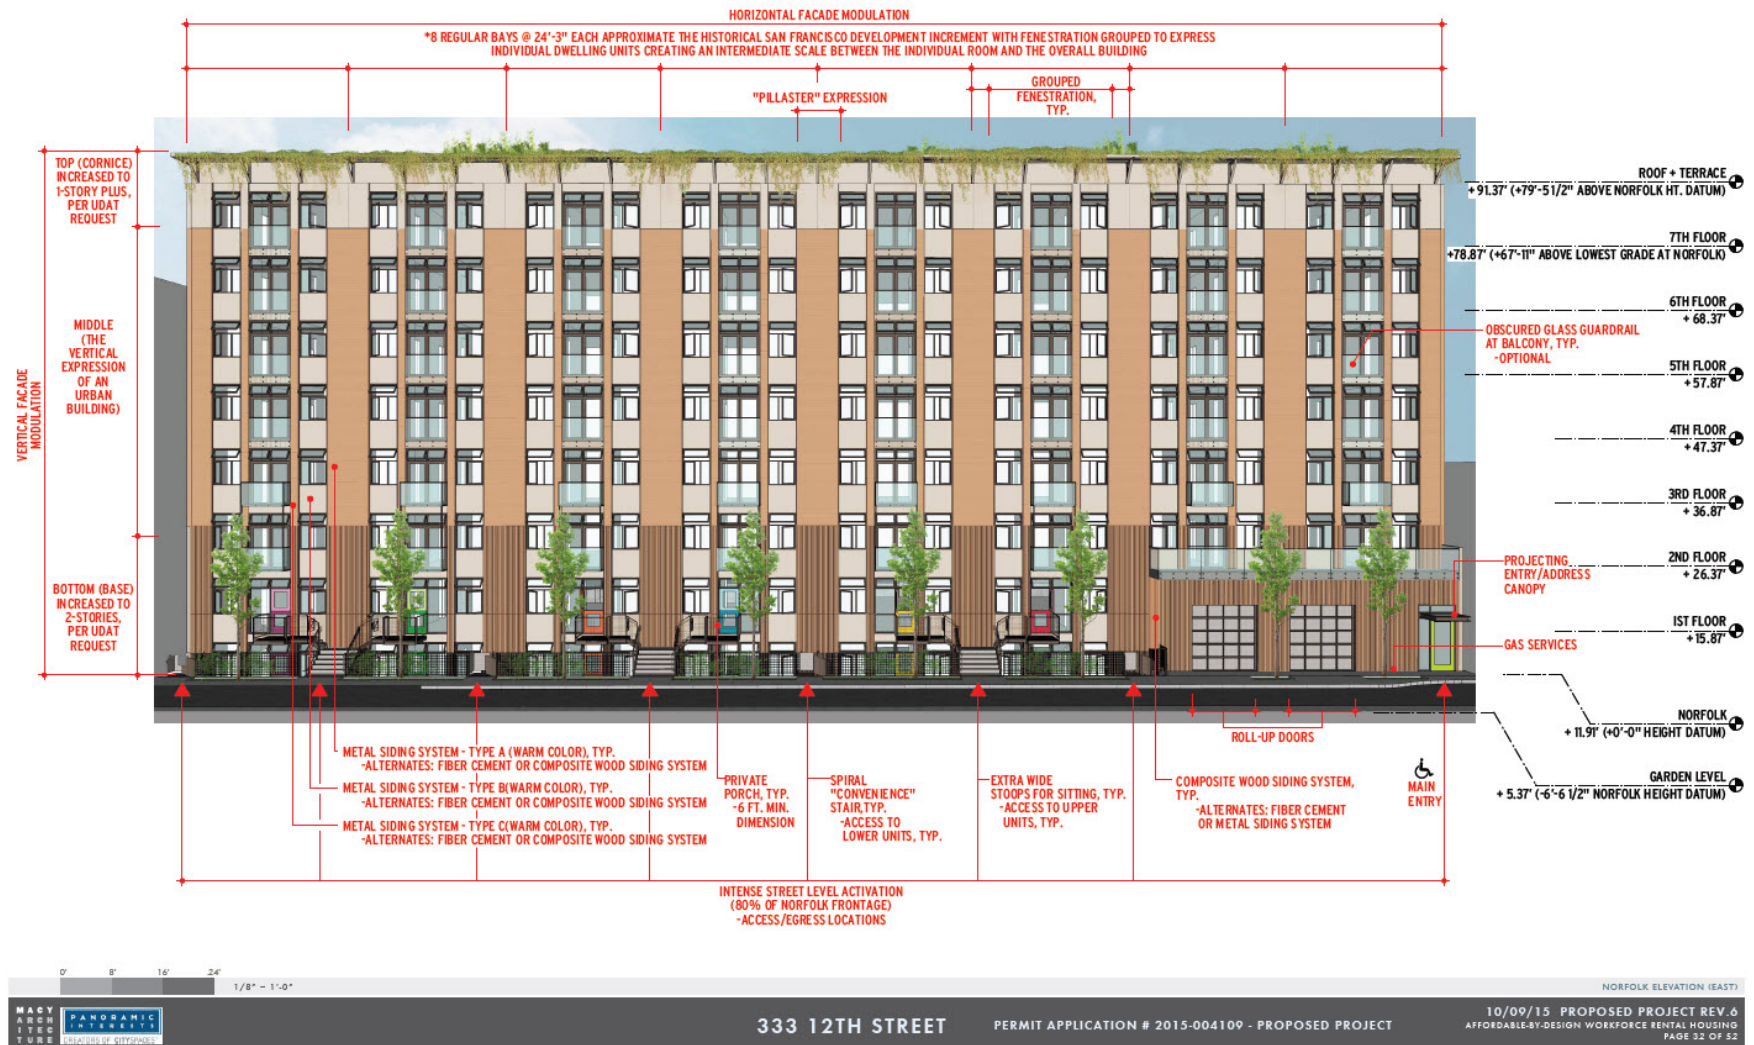 HORIZONTAL FACADE MODULATION
*8 REGULAR BAYS @ 24'-3" EACH APPROXIMATE THE HISTORICAL SAN FRANCISCO DEVELOPMENT INCREMENT WITH FENESTRATION GROUPED TO EXPRESS
INDIVIDUAL DWELLING UNITS CREATING AN INTERMEDIATE SCALE BETWEEN THE INDIVIDUAL ROOM AND THE OVERALL BUILDING
"PILLASTER" EXPRESSION
GROUPED
FENESTRATION,
TYP.
VERTICAL FACADE
MODULATION
TOP (CORNICE)
INCREASED TO
1-STORY PLUS,
PER UDAT
REQUEST
MIDDLE
(THE
VERTICAL
EXPRESSION
OF AN
URBAN
BUILDING)
BOTTOM (BASE)
INCREASED TO
2-STORIES,
PER UDAT
REQUEST
ROOF + TERRACE
+ 91.37' (+79'-5 1/2" ABOVE NORFOLK HT. DATUM)
7TH FLOOR
+78.87' (+67'-11" ABOVE LOWEST GRADE AT NORFOLK)
6TH FLOOR
+ 68.37'
OBSCURED GLASS GUARDRAIL
AT BALCONY, TYP.
-OPTIONAL
5TH FLOOR
+ 57.87'
4TH FLOOR
+ 47.37'
3RD FLOOR
+ 36.87'
2ND FLOOR
+ 26.37'
PROJECTING
ENTRY/ADDRESS
CANOPY
1ST FLOOR
+15.87'
GAS SERVICES
NORFOLK
+ 11.91' (+0'-0" HEIGHT DATUM)
GARDEN LEVEL
+ 5.37' (-6'-6 1/2" NORFOLK HEIGHT DATUM)
ROLL-UP DOORS
MAIN
ENTRY
METAL SIDING SYSTEM - TYPE A (WARM COLOR), TYP.
-ALTERNATES: FIBER CEMENT OR COMPOSITE WOOD SIDING SYSTEM
METAL SIDING SYSTEM - TYPE B(WARM COLOR), TYP.
-ALTERNATES: FIBER CEMENT OR COMPOSITE WOOD SIDING SYSTEM
METAL SIDING SYSTEM - TYPE C(WARM COLOR), TYP.
-ALTERNATES: FIBER CEMENT OR COMPOSITE WOOD SIDING SYSTEM
PRIVATE
PORCH, TYP.
-6 FT. MIN.
DIMENSION
SPIRAL
"CONVENIENCE"
STAIR,TYP.
-ACCESS TO
LOWER UNITS, TYP.
EXTRA WIDE
STOOPS FOR SITTING, TYP.
-ACCESS TO UPPER
UNITS, TYP.
COMPOSITE WOOD SIDING SYSTEM,
TYP.
-ALTERNATES: FIBER CEMENT
OR METAL SIDING SYSTEM
INTENSE STREET LEVEL ACTIVATION
(80% OF NORFOLK FRONTAGE)
-ACCESS/EGRESS LOCATIONS
0' 8' 16' 24'
1/8" = 1'-0"
NORFOLK ELEVATION (EAST)
MACY
ARCH
ITEC
TURE
PANORAMIC
INTERESTS
CREATORS OF CITYSPACES
333 12TH STREET
PERMIT APPLICATION # 2015-004109 - PROPOSED PROJECT
10/09/15 PROPOSED PROJECT REV.6
AFFORDABLE-BY-DESIGN WORKFORCE RENTAL HOUSING
PAGE 32 OF 52